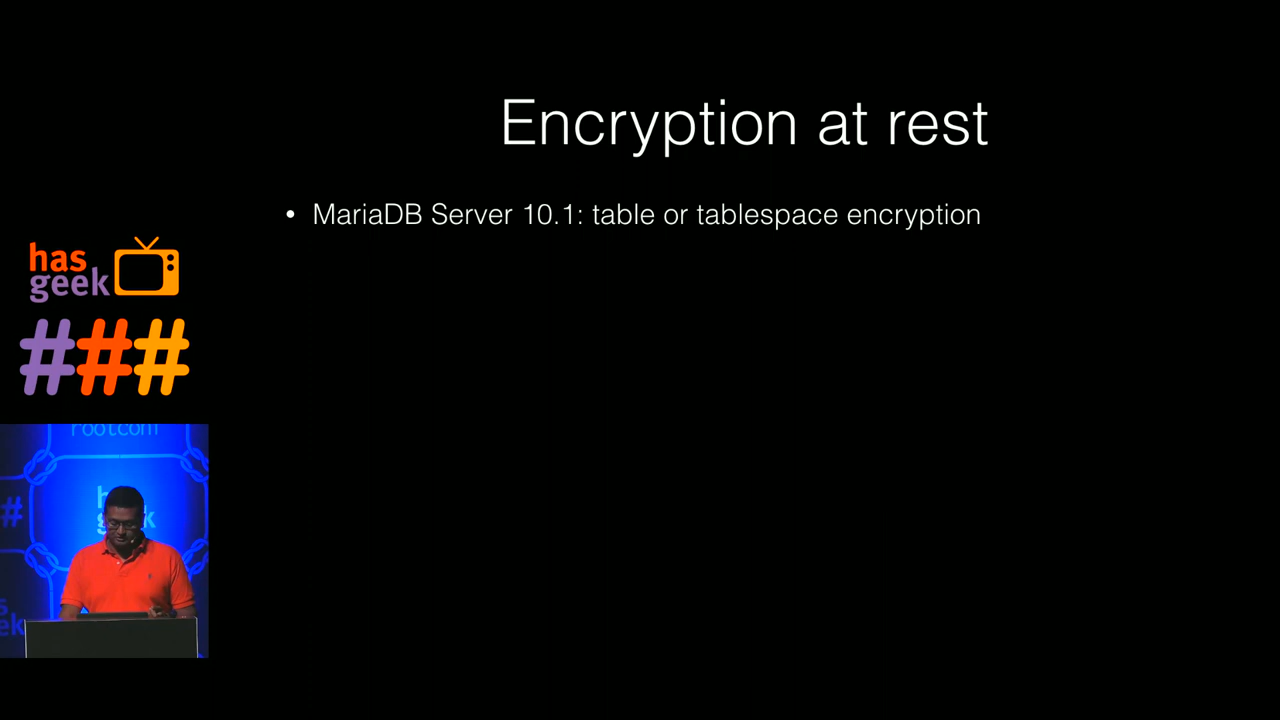 Encryption at rest
• MariaDB Server 10.1: table or tablespace encryption
has
geek
###
rootconf
#